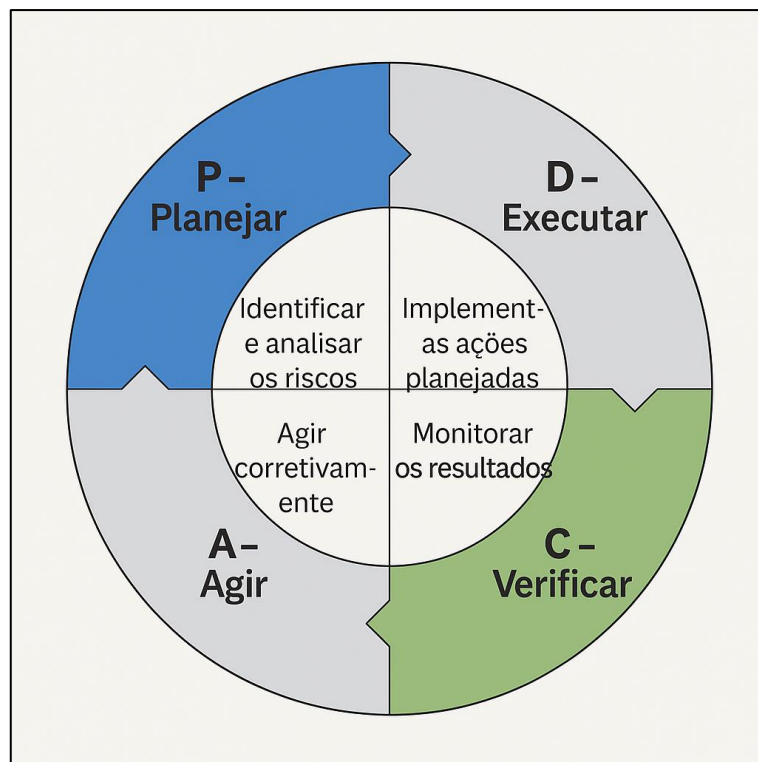 P–
Planejar
D–
Executar
Identificar
e analisar
os riscos
Implement-
as ações
planejadas
Agir
corretivam-
ente
Monitorar
os resultados
A–
Agir
C–
Verificar